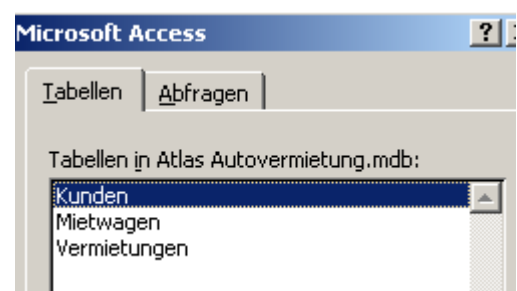 Microsoft Access
Tabellen Abfragen
Tabellen in Atlas Autovermietung.mdb:
Kunden
Mietwagen
Vermietungen